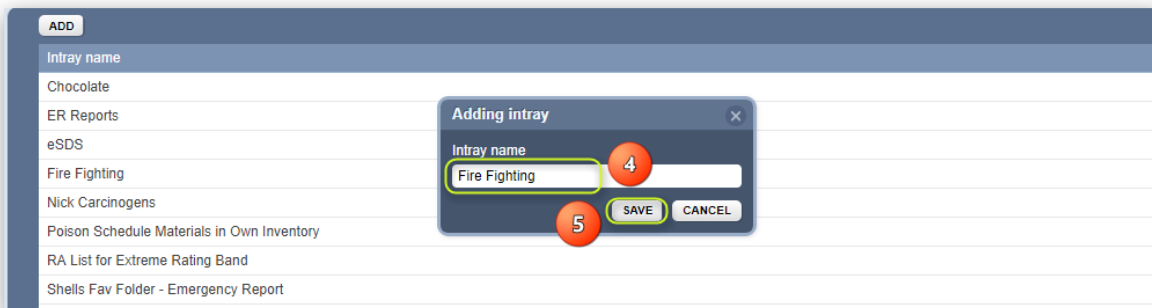 ADD
Intray name
Chocolate
ER Reports
eSDS
Fire Fighting
Nick Carcinogens
Poison Schedule Materials in Own Inventory
RA List for Extreme Rating Band
Shells Fav Folder - Emergency Report
Adding intray
Intray name
Fire Fighting
4
5
SAVE CANCEL